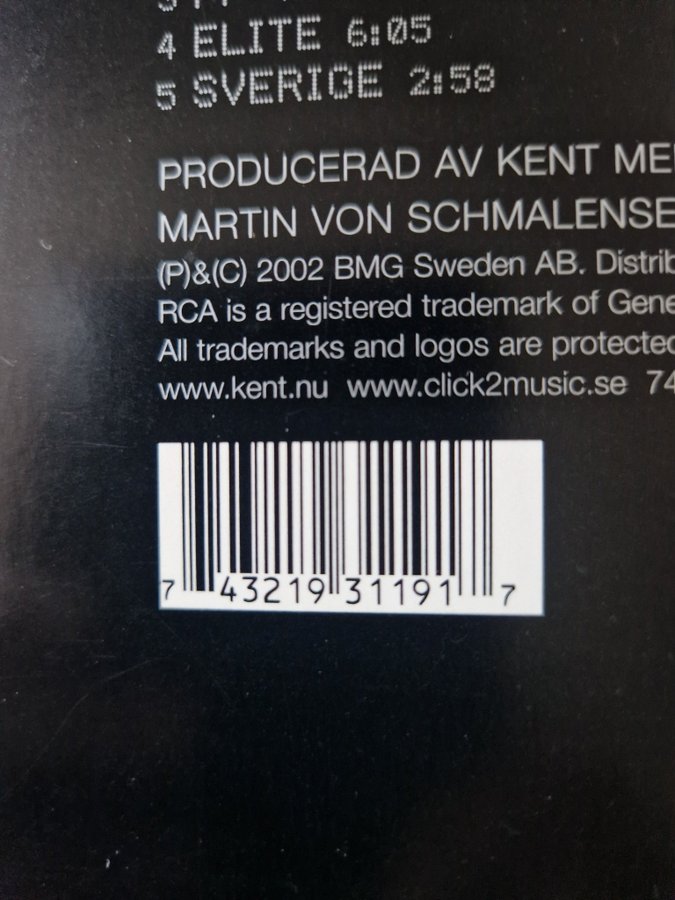 4 ELITE 6:05
5 SVERIGE 2:58
PRODUCERAD AV KENT
MARTIN VON
(P)&(C) 2002 BMG Sweden AB.
RCA is a registered trademark of
All trademarks and logos are
www.kent.nu www.click2music.se
7 43219 31191 7